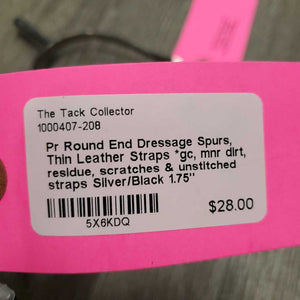 The Tack Collector
1000407-208
Pr Round End Dressage Spurs,
Thin Leather Straps *gc, mnr dirt,
residue, scratches & unstitched
straps Silver/Black 1.75"
$28.00
5X6KDQ